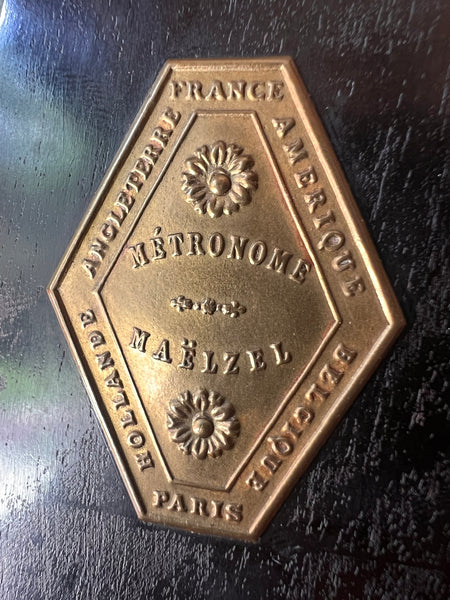 FRANCE
ANGLETERRE
AMERIQUE
MÉTRONOME
MAËLZEL
HOLLANDE
BELGIQUE
PARIS